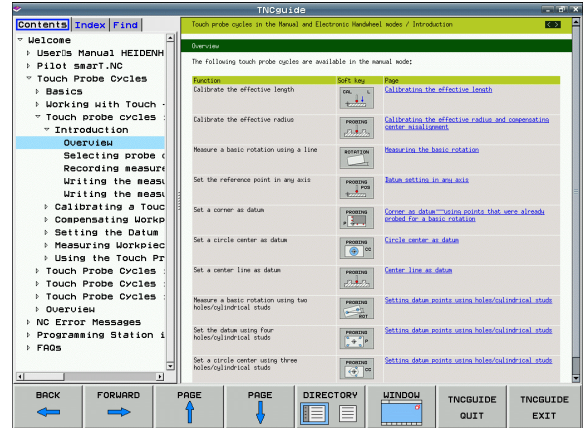 TNCguide
Contents Index Find
Welcome
User's Manual HEIDENH
Pilot smarT.NC
Touch Probe Cycles
Basics
Working with Touch -
Touch probe cycles :
Introduction
Overview
Selecting probe c
Recording measure
Writing the measu
Writing the measu
Calibrating a Touc
Compensating Workp
Setting the Datum
Measuring Workpiec
Using the Touch Pr
Touch Probe Cycles :
Touch Probe Cycles :
Touch Probe Cycles :
Overview
NC Error Messages
Programming Station i
FAQs
Touch probe cycles in the Manual and Electronic Handwheel modes / Introduction
Overview
The following touch probe cycles are available in the manual mode:
Function Soft key Page
Calibrate the effective length CAL L Calibrating the effective length
Calibrate the effective radius PROBING Calibrating the effective radius and compensating
center misalignment
Measure a basic rotation using a line ROTATION Measuring the basic rotation
Set the reference point in any axis PROBING POS Datum setting in any axis
Set a corner as datum PROBING P Corner as datum—using points that were already
probed for a basic rotation
Set a circle center as datum PROBING CC Circle center as datum
Set a center line as datum PROBING Center line as datum
Measure a basic rotation using two PROBING ROT Setting datum points using holes/cylindrical studs
holes/cylindrical studs
Set the datum using four PROBING P Setting datum points using holes/cylindrical studs
holes/cylindrical studs
Set a circle center using three PROBING CC Setting datum points using holes/cylindrical studs
holes/cylindrical studs
BACK FORWARD PAGE PAGE DIRECTORY WINDOW TNCGUIDE TNCGUIDE
QUIT EXIT